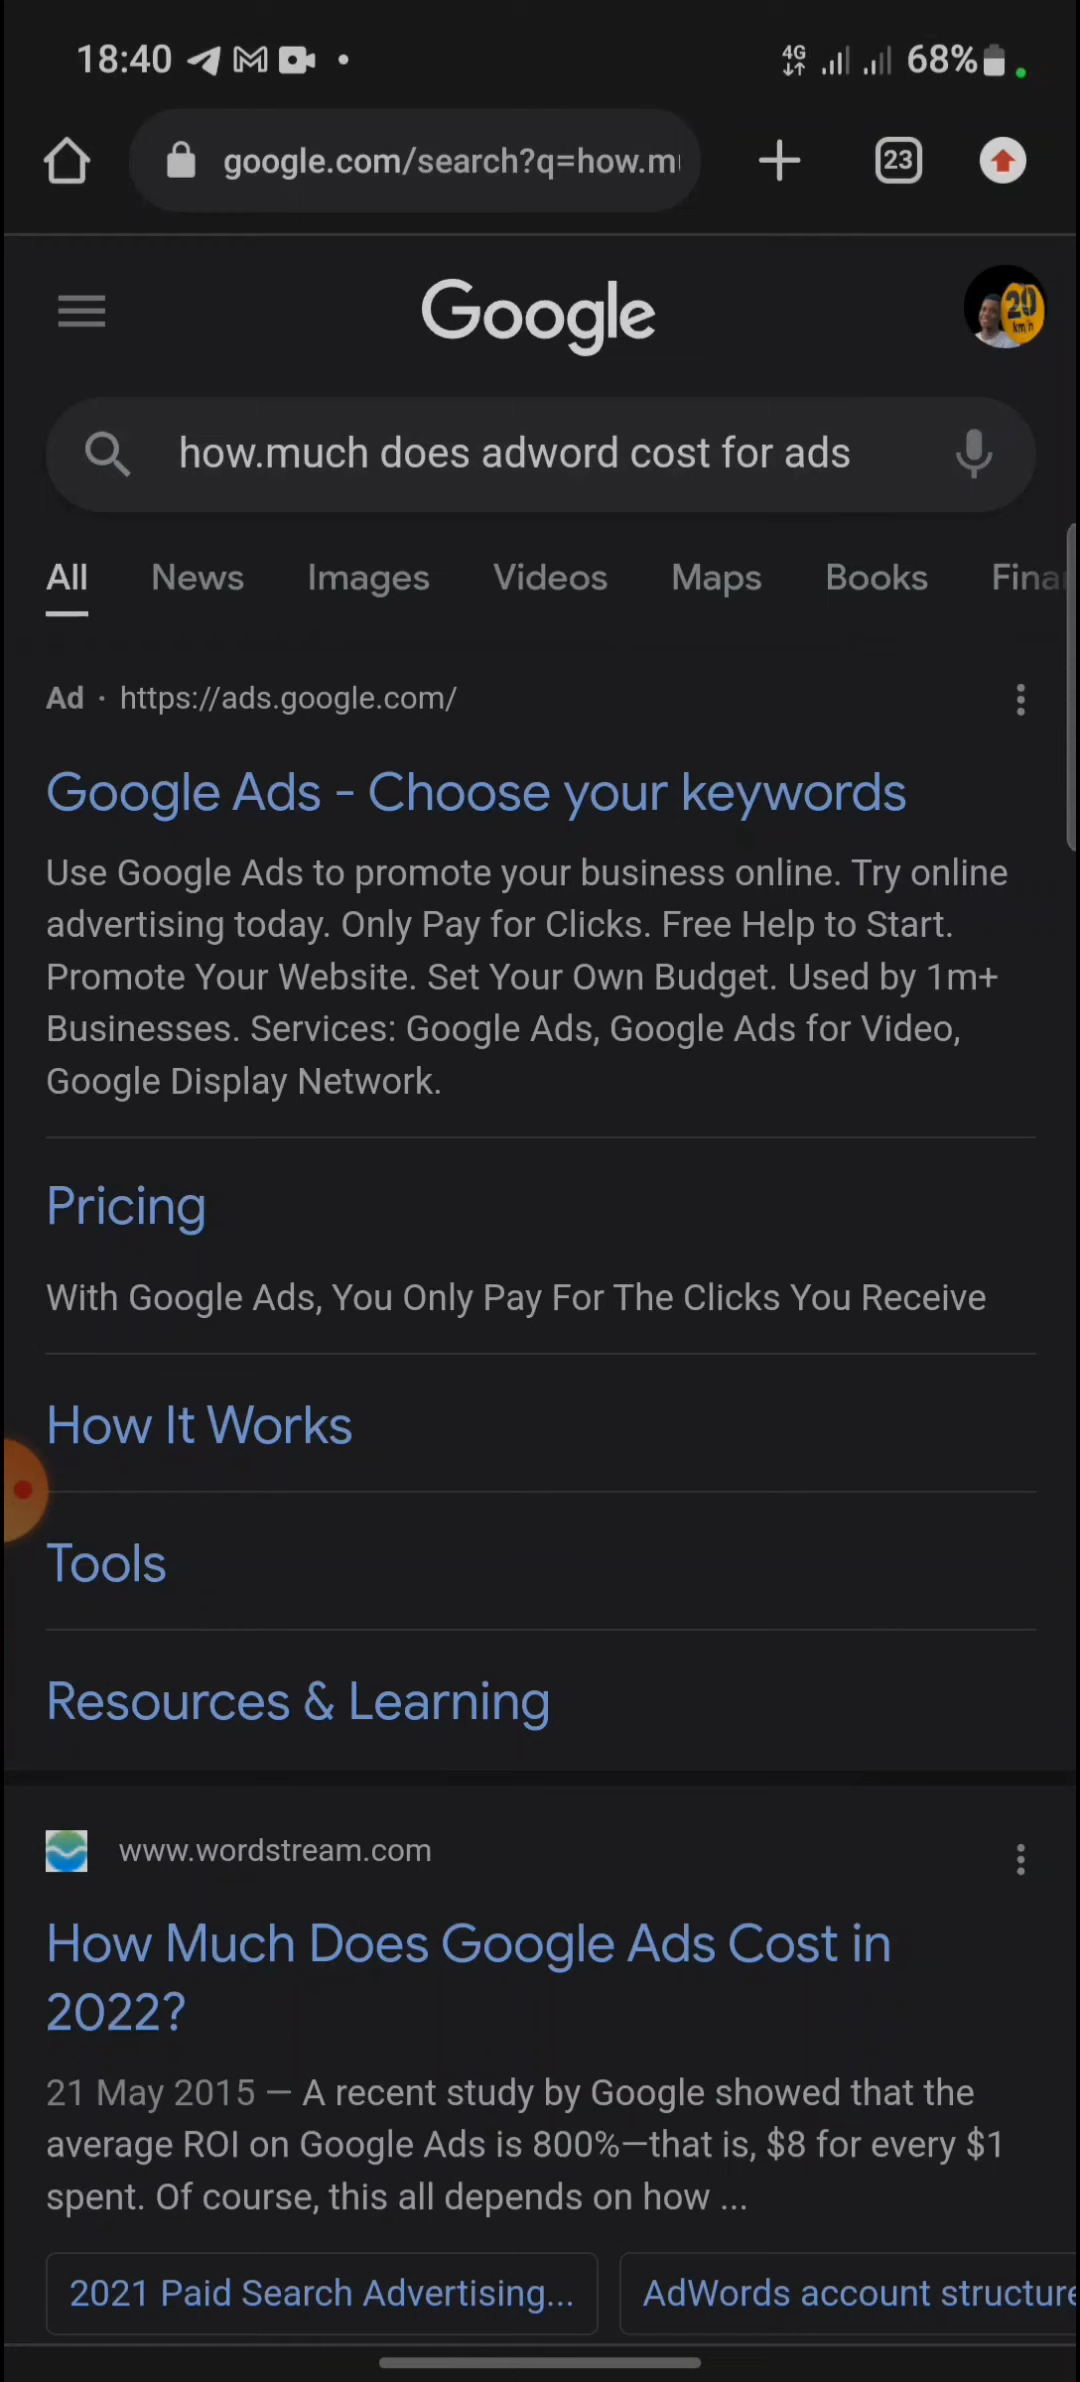 18:40
4G
68%
google.com/search?q=how.m
23
Google
20
km/h
how.much does adword cost for ads
All News Images Videos Maps Books Fina
Ad · https://ads.google.com/
Google Ads - Choose your keywords
Use Google Ads to promote your business online. Try online
advertising today. Only Pay for Clicks. Free Help to Start.
Promote Your Website. Set Your Own Budget. Used by 1m+
Businesses. Services: Google Ads, Google Ads for Video,
Google Display Network.
Pricing
With Google Ads, You Only Pay For The Clicks You Receive
How It Works
Tools
Resources & Learning
www.wordstream.com
How Much Does Google Ads Cost in
2022?
21 May 2015 — A recent study by Google showed that the
average ROI on Google Ads is 800%—that is, $8 for every $1
spent. Of course, this all depends on how ...
2021 Paid Search Advertising...
AdWords account structure